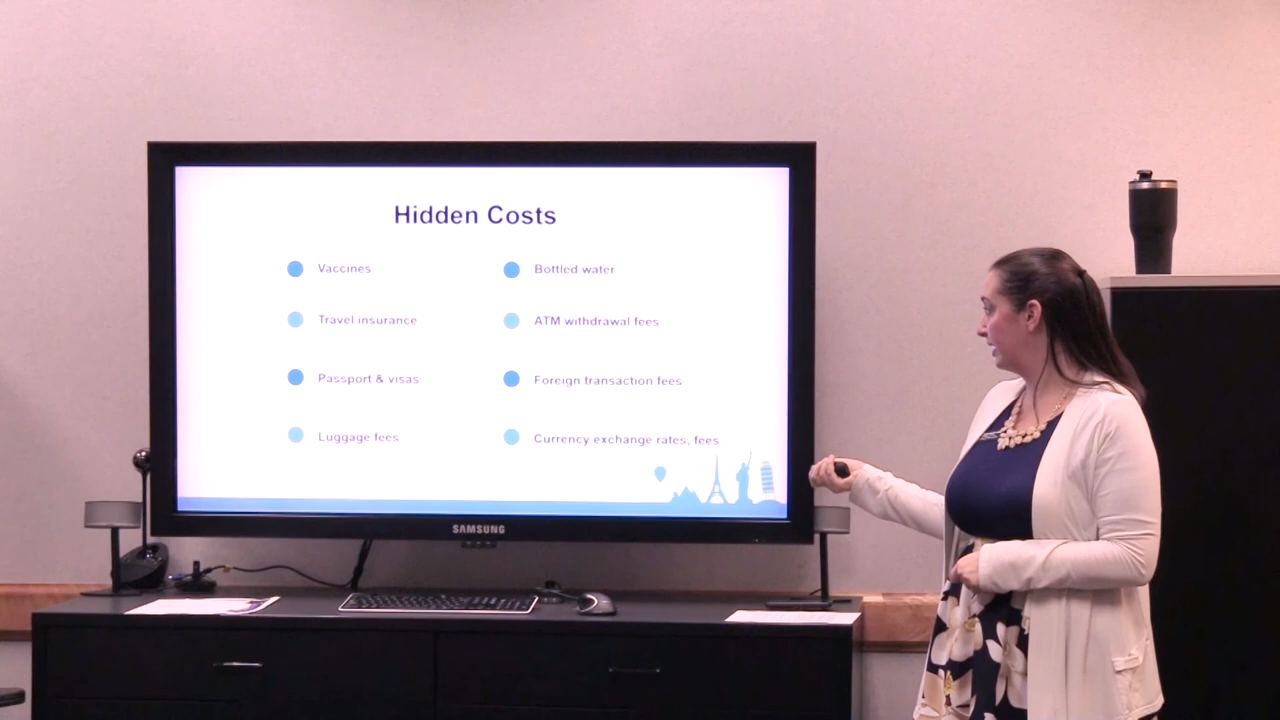 Hidden Costs
Vaccines
Travel insurance
Passport & visas
Luggage fees
Bottled water
ATM withdrawal fees
Foreign transaction fees
Currency exchange rates, fees
SAMSUNG